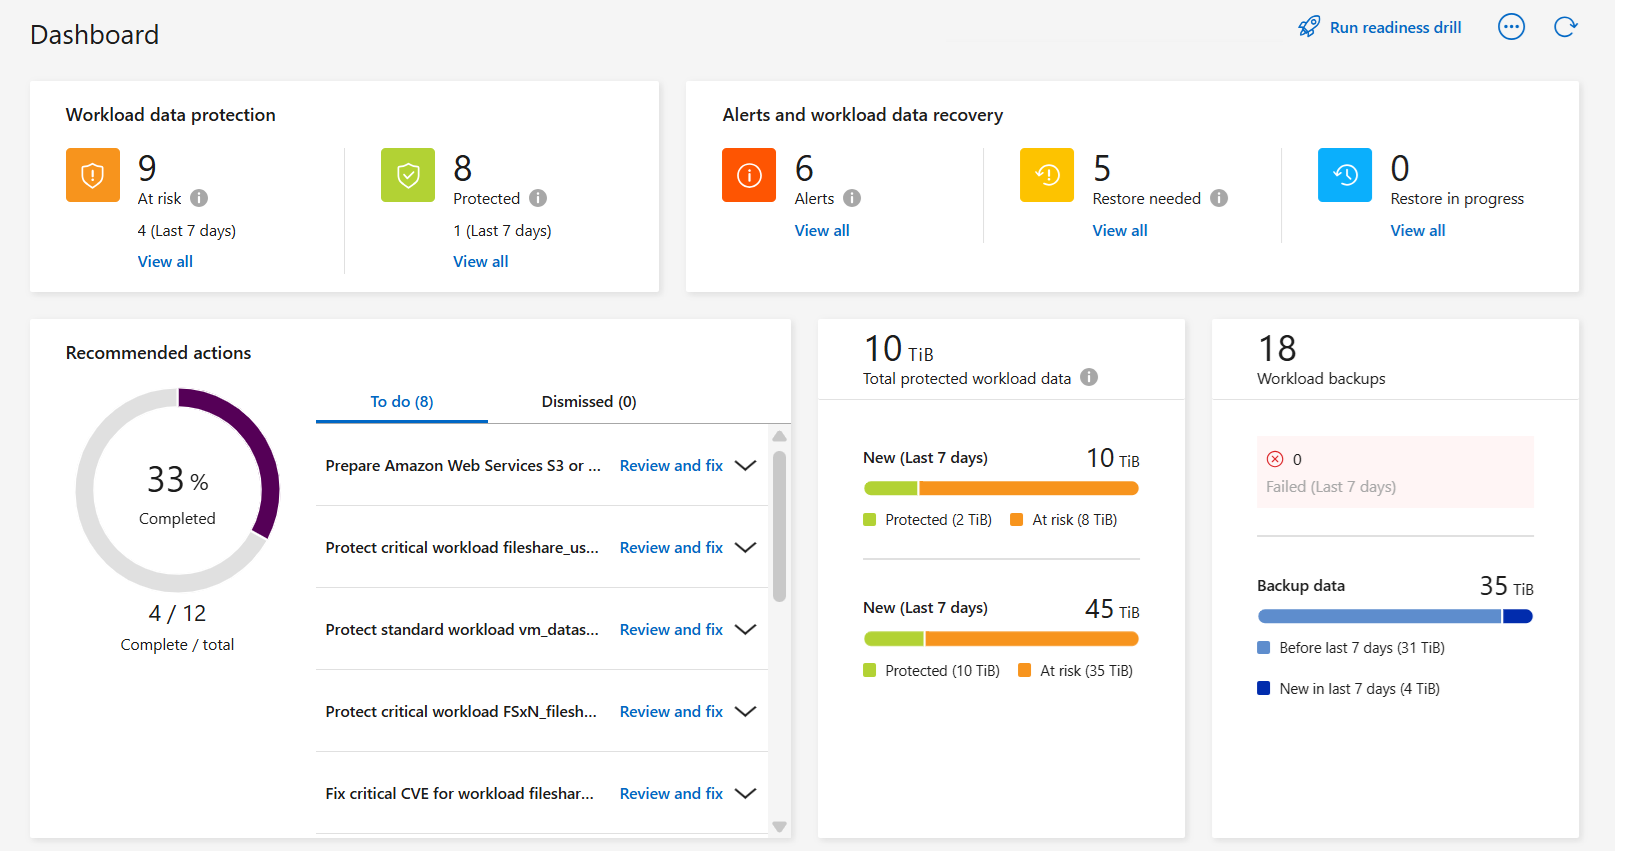 Dashboard
Run readiness drill
Workload data protection
9
At risk
4 (Last 7 days)
View all
8
Protected
1 (Last 7 days)
View all
Alerts and workload data recovery
6
Alerts
View all
5
Restore needed
View all
0
Restore in progress
View all
Recommended actions
33 %
Completed
4 / 12
Complete / total
To do (8)
Dismissed (0)
Prepare Amazon Web Services S3 or ... Review and fix
Protect critical workload fileshare_us... Review and fix
Protect standard workload vm_datas... Review and fix
Protect critical workload FSxN_filesh... Review and fix
Fix critical CVE for workload fileshar... Review and fix
10 TiB
Total protected workload data
New (Last 7 days) 10 TiB
Protected (2 TiB) At risk (8 TiB)
New (Last 7 days) 45 TiB
Protected (10 TiB) At risk (35 TiB)
18
Workload backups
0
Failed (Last 7 days)
Backup data 35 TiB
Before last 7 days (31 TiB)
New in last 7 days (4 TiB)